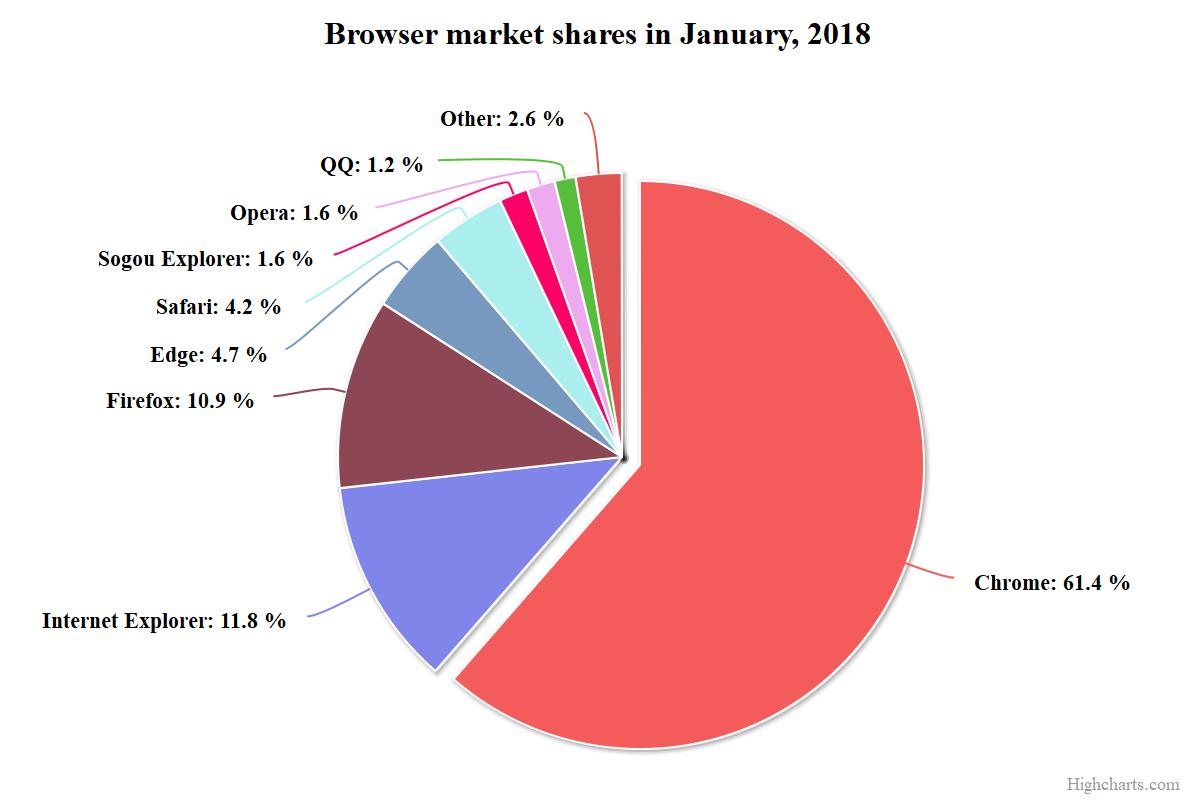 Browser market shares in January, 2018
Other: 2.6 %
QQ: 1.2 %
Opera: 1.6 %
Sogou Explorer: 1.6 %
Safari: 4.2 %
Edge: 4.7 %
Firefox: 10.9 %
Chrome: 61.4 %
Internet Explorer: 11.8 %
Highcharts.com